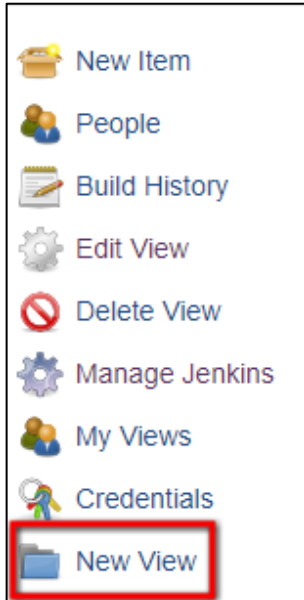 New Item
People
Build History
Edit View
Delete View
Manage Jenkins
My Views
Credentials
New View